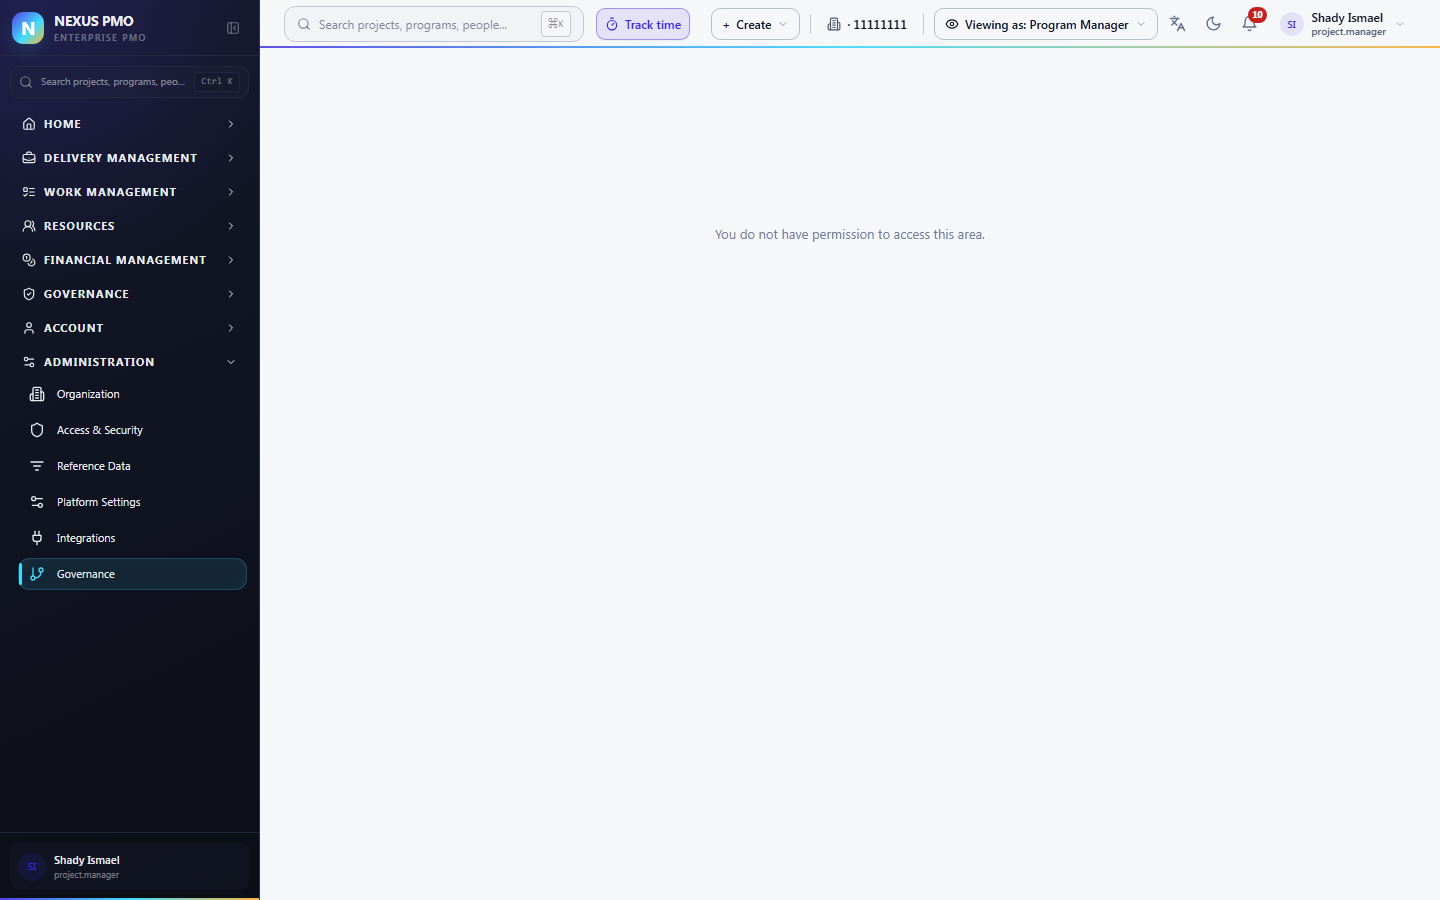 NEXUS PMO
ENTERPRISE PMO
Search projects, programs, peo... Ctrl K
HOME
DELIVERY MANAGEMENT
WORK MANAGEMENT
RESOURCES
FINANCIAL MANAGEMENT
GOVERNANCE
ACCOUNT
ADMINISTRATION
Organization
Access & Security
Reference Data
Platform Settings
Integrations
Governance
Shady Ismael
project.manager
SI
N
Search projects, programs, people... ⌘K
Track time
+ Create
· 11111111
Viewing as: Program Manager
10
SI
Shady Ismael
project.manager
You do not have permission to access this area.